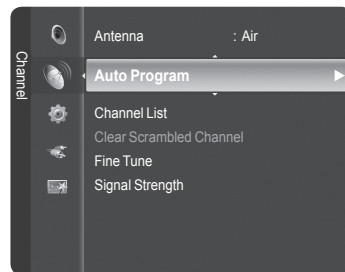 Channel
Antenna : Air
Auto Program
Channel List
Clear Scrambled Channel
Fine Tune
Signal Strength